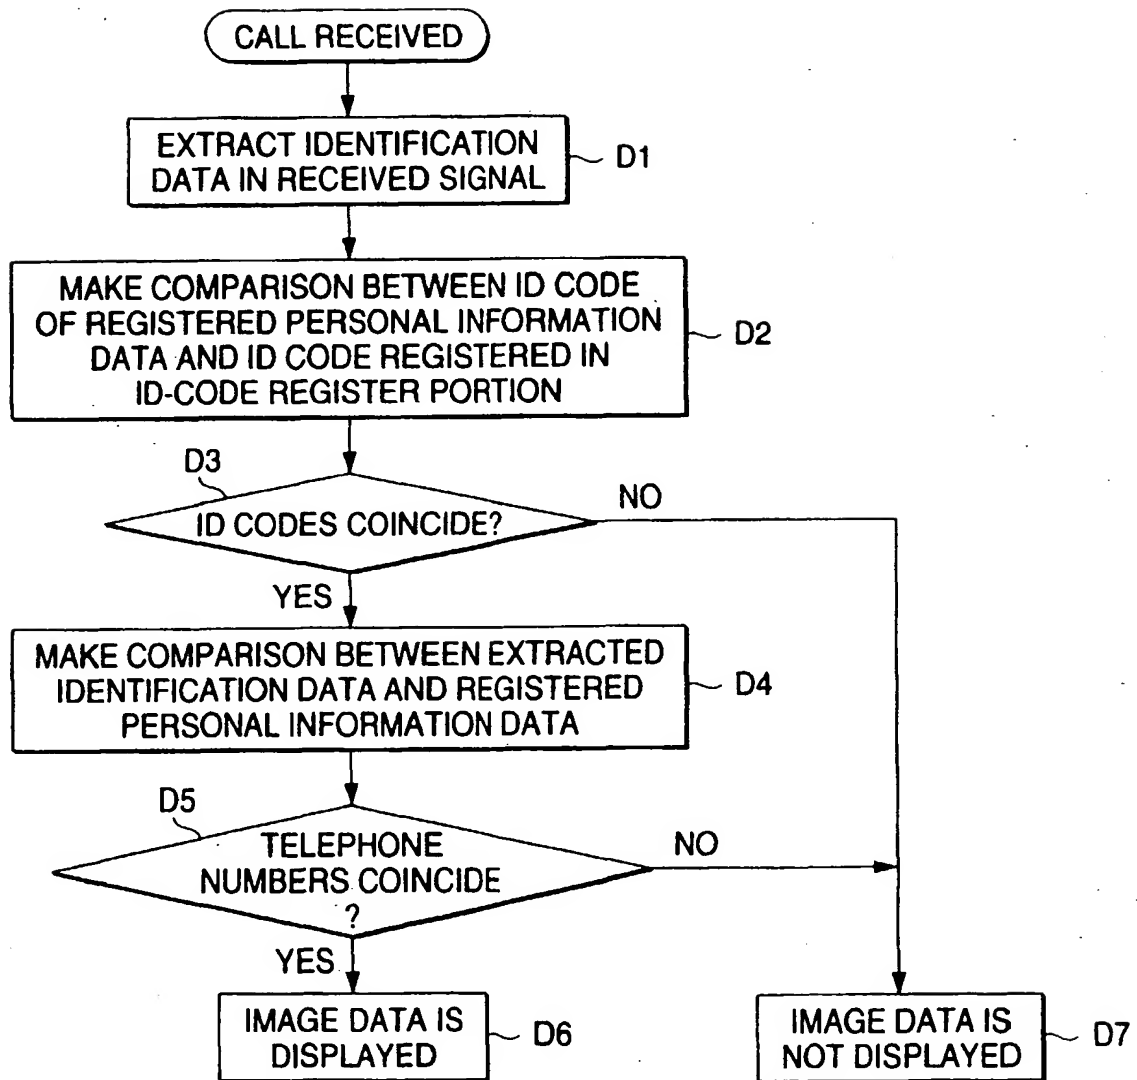 CALL RECEIVED
EXTRACT IDENTIFICATION
DATA IN RECEIVED SIGNAL
D1
MAKE COMPARISON BETWEEN ID CODE
OF REGISTERED PERSONAL INFORMATION
DATA AND ID CODE REGISTERED IN
ID-CODE REGISTER PORTION
D2
D3
ID CODES COINCIDE?
NO
YES
MAKE COMPARISON BETWEEN EXTRACTED
IDENTIFICATION DATA AND REGISTERED
PERSONAL INFORMATION DATA
D4
D5
TELEPHONE
NUMBERS COINCIDE
?
NO
YES
IMAGE DATA IS
DISPLAYED
D6
IMAGE DATA IS
NOT DISPLAYED
D7